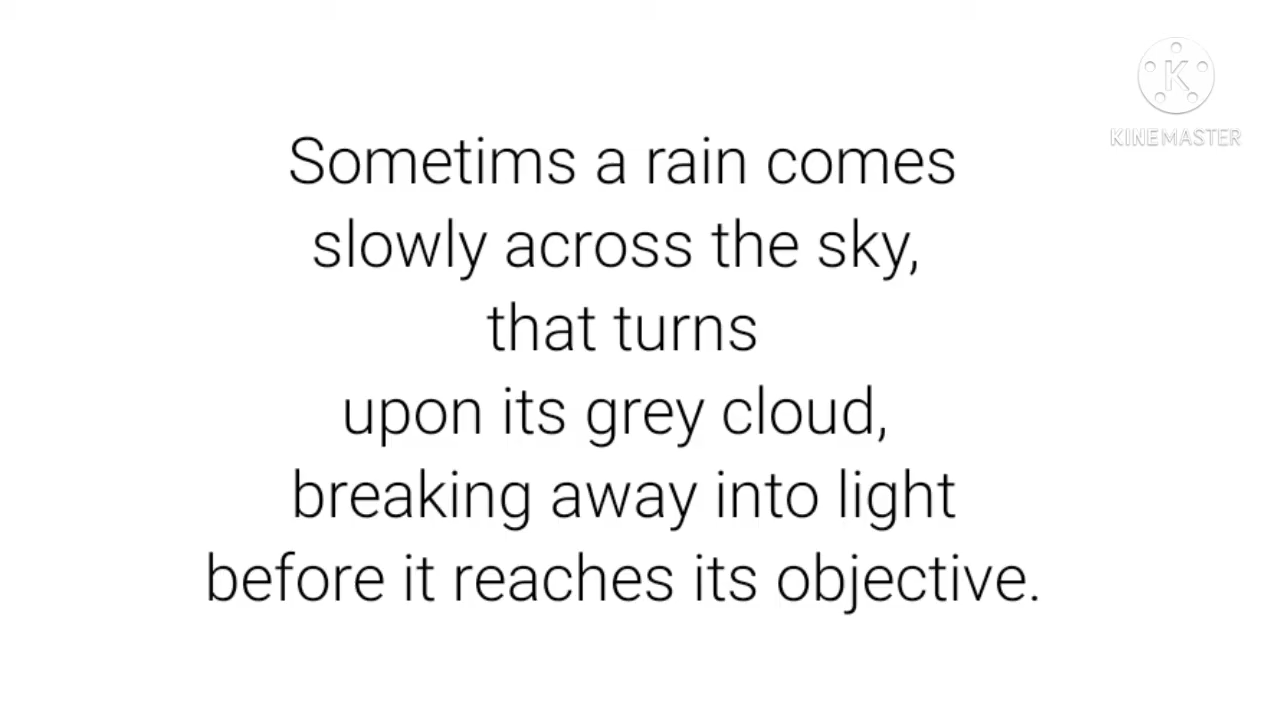 KINEMASTER
Sometims a rain comes
slowly across the sky,
that turns
upon its grey cloud,
breaking away into light
before it reaches its objective.